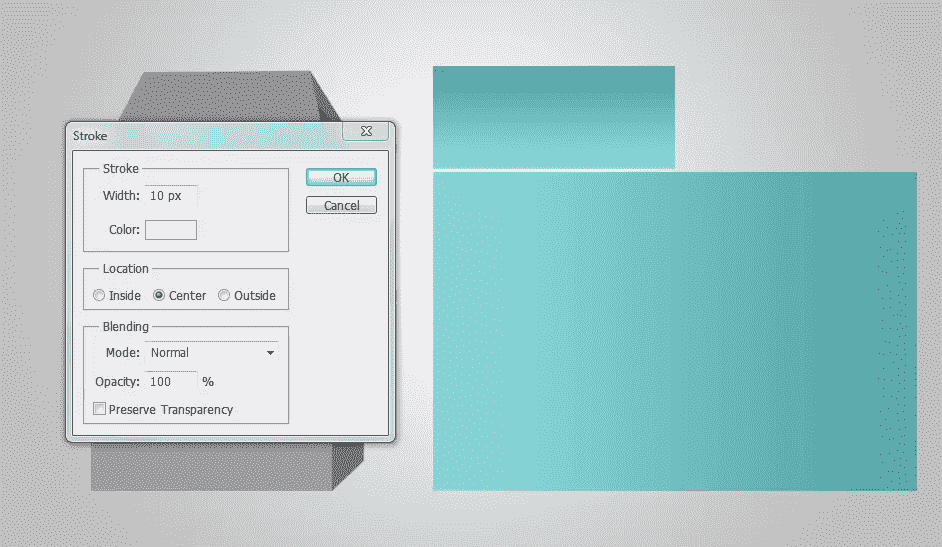 Stroke
Stroke
OK
Width: 10 px
Cancel
Color:
Location
Inside Center Outside
Blending
Mode: Normal
Opacity: 100 %
Preserve Transparency